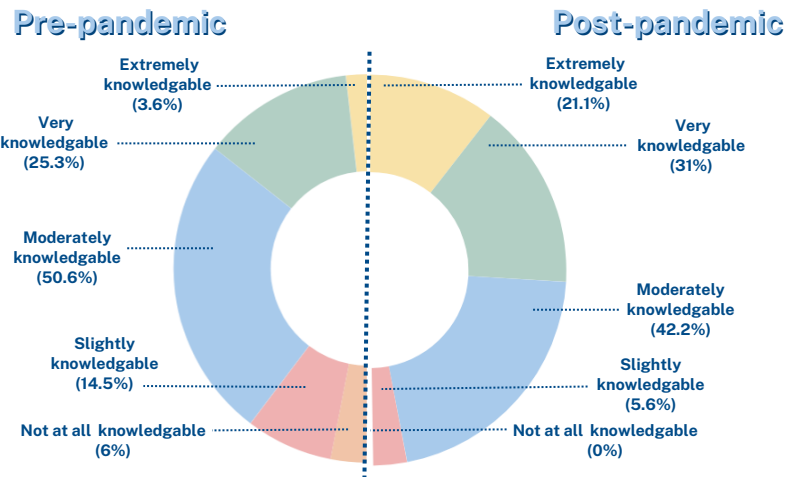 Pre-pandemic
Post-pandemic
Extremely
knowledgable
(3.6%)
Very
knowledgable
(25.3%)
Moderately
knowledgable
(50.6%)
Slightly
knowledgable
(14.5%)
Not at all knowledgable
(6%)
Extremely
knowledgable
(21.1%)
Very
knowledgable
(31%)
Moderately
knowledgable
(42.2%)
Slightly
knowledgable
(5.6%)
Not at all knowledgable
(0%)